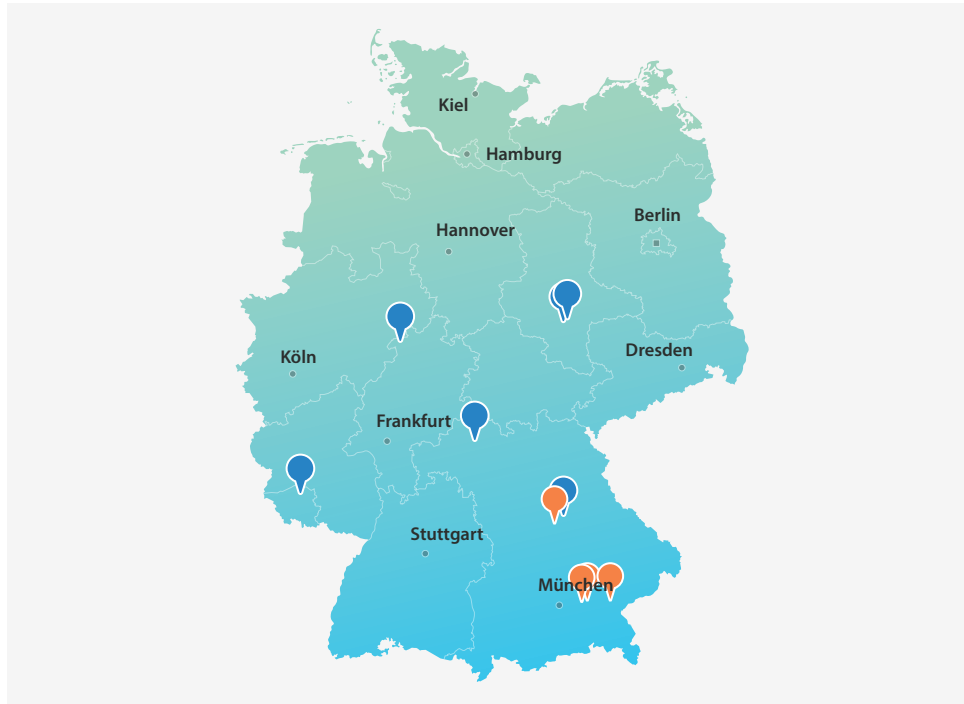 Kiel
Hamburg
Berlin
Hannover
Dresden
Köln
Frankfurt
Stuttgart
München